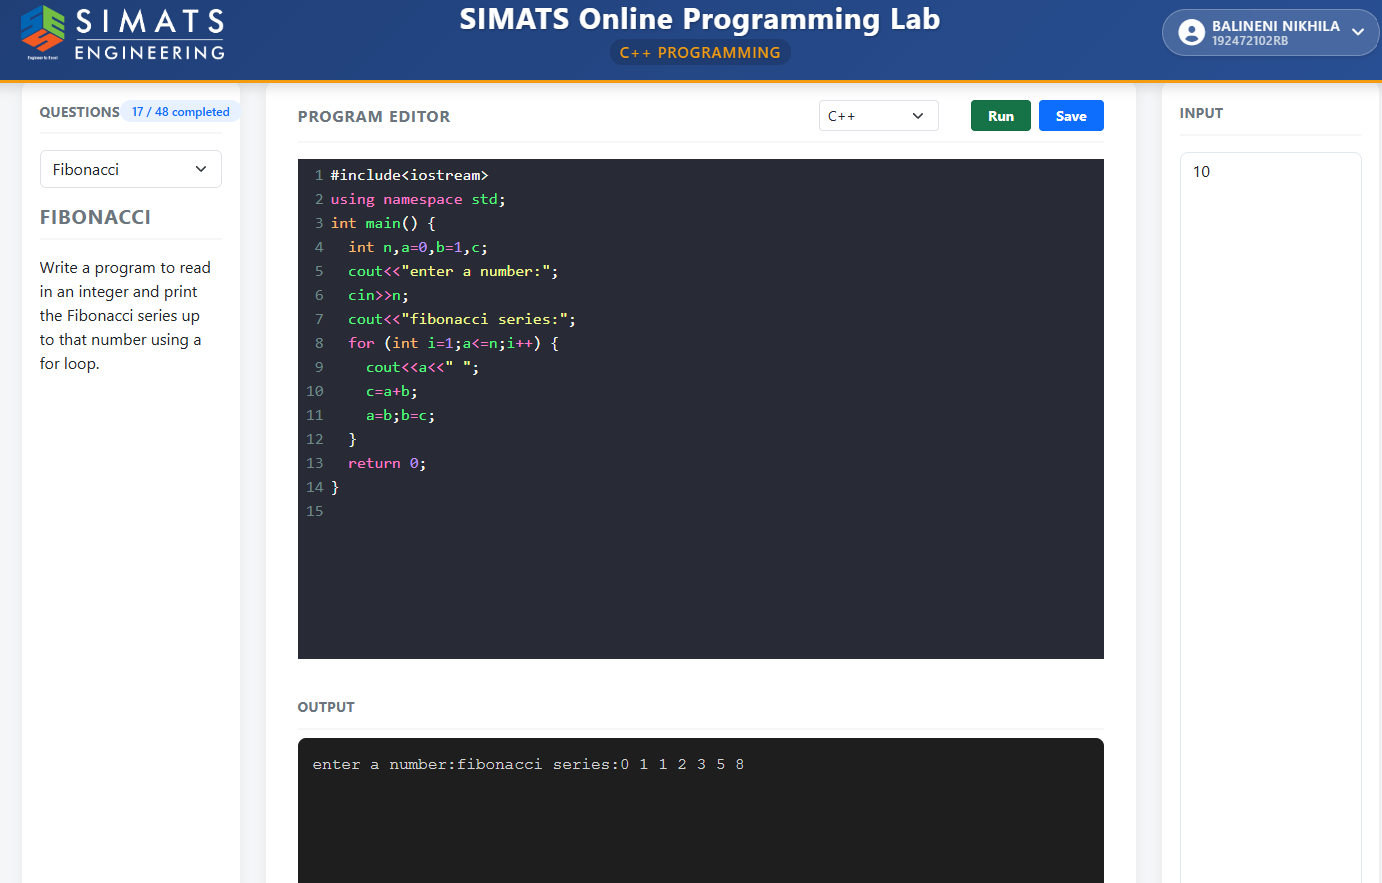 SIMATS
ENGINEERING
Engineer to Excel
SIMATS Online Programming Lab
C++ PROGRAMMING
BALINENI NIKHILA
192472102RB
QUESTIONS 17 / 48 completed
Fibonacci
FIBONACCI
Write a program to read
in an integer and print
the Fibonacci series up
to that number using a
for loop.
PROGRAM EDITOR C++ Run Save
1 #include<iostream>
2 using namespace std;
3 int main() {
4   int n,a=0,b=1,c;
5   cout<<"enter a number:";
6   cin>>n;
7   cout<<"fibonacci series:";
8   for (int i=1;a<=n;i++) {
9     cout<<a<<" ";
10     c=a+b;
11     a=b;b=c;
12   }
13   return 0;
14 }
15
OUTPUT
enter a number:fibonacci series:0 1 1 2 3 5 8
INPUT
10